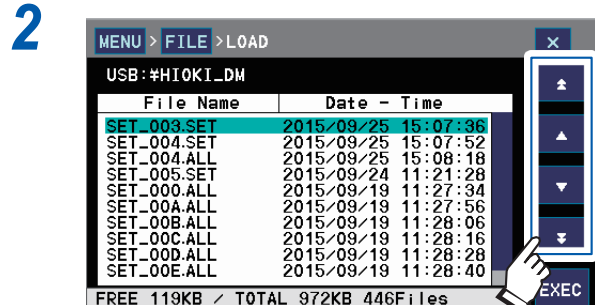 2
MENU > FILE >LOAD ×
USB:¥HIOKI_DM
File Name Date - Time
SET_003.SET 2015/09/25 15:07:36
SET_004.SET 2015/09/25 15:07:52
SET_004.ALL 2015/09/25 15:08:18
SET_005.SET 2015/09/24 11:21:28
SET_000.ALL 2015/09/19 11:27:34
SET_00A.ALL 2015/09/19 11:27:56
SET_00B.ALL 2015/09/19 11:28:06
SET_00C.ALL 2015/09/19 11:28:16
SET_00D.ALL 2015/09/19 11:28:28
SET_00E.ALL 2015/09/19 11:28:40
FREE 119KB / TOTAL 972KB 446Files
EXEC